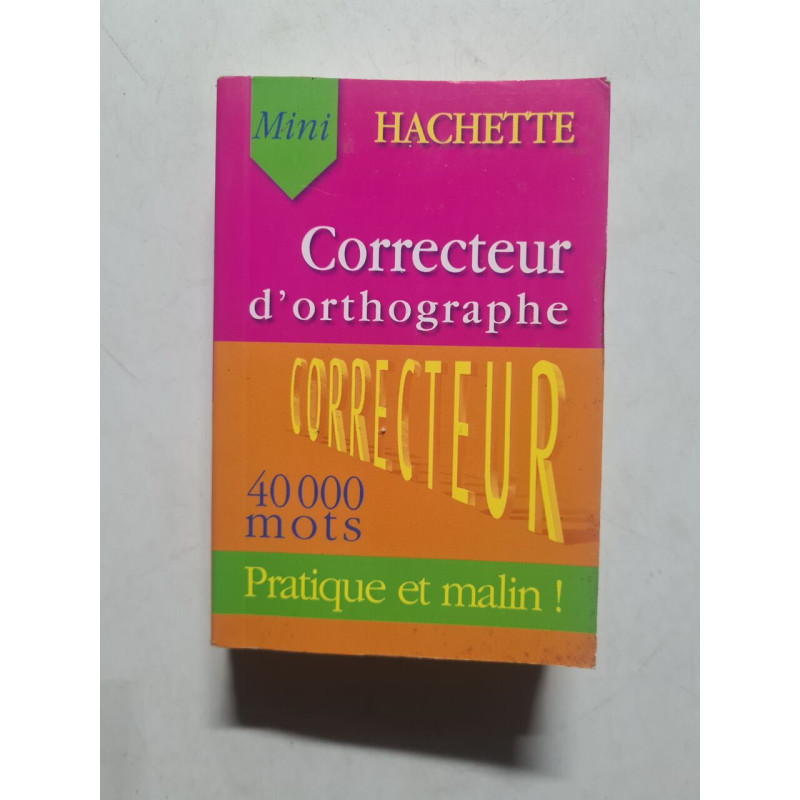 Mini
HACHETTE
Correcteur
d'orthographe
CORRECTEUR
40 000
mots
Pratique et malin !